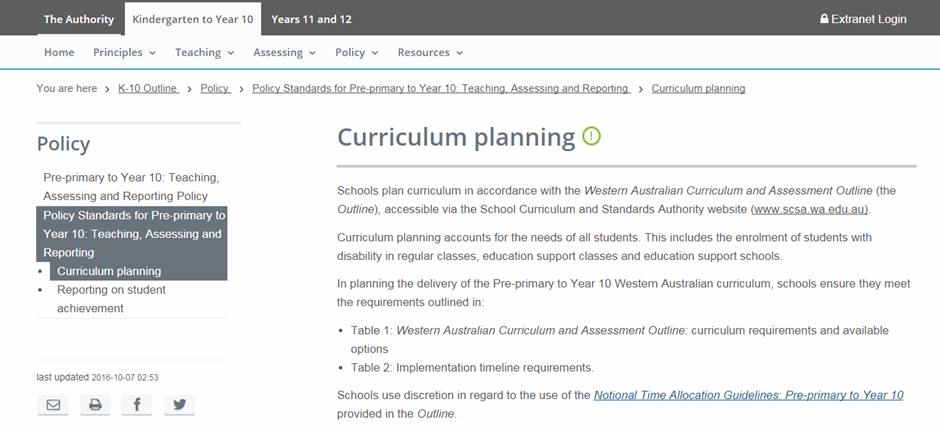 The Authority Kindergarten to Year 10 Years 11 and 12 Extranet Login
Home Principles Teaching Assessing Policy Resources
You are here > K-10 Outline > Policy > Policy Standards for Pre-primary to Year 10: Teaching, Assessing and Reporting > Curriculum planning
Policy
Pre-primary to Year 10: Teaching,
Assessing and Reporting Policy
Policy Standards for Pre-primary to
Year 10: Teaching, Assessing and
Reporting
• Curriculum planning
• Reporting on student
achievement
last updated 2016-10-07 02:53
Curriculum planning
Schools plan curriculum in accordance with the Western Australian Curriculum and Assessment Outline (the
Outline), accessible via the School Curriculum and Standards Authority website (www.scsa.wa.edu.au).
Curriculum planning accounts for the needs of all students. This includes the enrolment of students with
disability in regular classes, education support classes and education support schools.
In planning the delivery of the Pre-primary to Year 10 Western Australian curriculum, schools ensure they meet
the requirements outlined in:
• Table 1: Western Australian Curriculum and Assessment Outline: curriculum requirements and available
options
• Table 2: Implementation timeline requirements.
Schools use discretion in regard to the use of the Notional Time Allocation Guidelines: Pre-primary to Year 10
provided in the Outline.